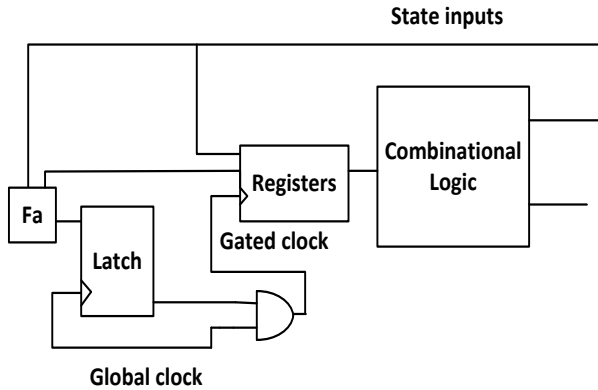 State inputs
Combinational
Logic
Registers
Fa
Gated clock
Latch
Global clock